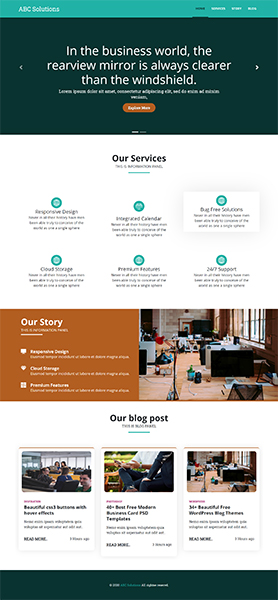 ABC Solutions
HOME SERVICES STORY BLOG
In the business world, the
rearview mirror is always clearer
than the windshield.
Lorem ipsum dolor sit amet, consectetur adipiscing elit, sed do enim ad minim
veniam,
Explore More
Our Services
THIS IS INFORMATION PANEL
Responsive Design
Never in all their history have men
been able truly to conceive of the
world as one a single sphere
Integrated Calendar
Never in all their history have men
been able truly to conceive of the
world as one a single sphere
Bug Free Solutions
Never in all their history have men
been able truly to conceive of the
world as one a single sphere
Cloud Storage
Never in all their history have men
been able truly to conceive of the
world as one a single sphere
Premium Features
Never in all their history have men
been able truly to conceive of the
world as one a single sphere
24/7 Support
Never in all their history have men
been able truly to conceive of the
world as one a single sphere
Our Story
THIS IS INFORMATION PANEL
Responsive Design
Eiusmod tempor incididunt ut labore et dolore magna aliqua.
Cloud Storage
Eiusmod tempor incididunt ut labore et dolore magna aliqua.
Premium Features
Eiusmod tempor incididunt ut labore et dolore magna aliqua.
Our blog post
THIS IS BLOG PANEL
Beautiful css3 buttons with
hover effects
Nemo enim ipsam voluptatem quia
voluptas sit aspernatur aut odit aut.
READ MORE.. 3 Hours ago
40+ Best Free Modern
Business Card PSD
Templates
Nemo enim ipsam voluptatem quia
voluptas sit aspernatur aut odit aut.
READ MORE.. 3 Hours ago
34+ Beautiful Free
WordPress Blog Themes
Nemo enim ipsam voluptatem quia
voluptas sit aspernatur aut odit aut.
READ MORE.. 3 Hours ago
© 2020 ABC Solutions All rights reserved.